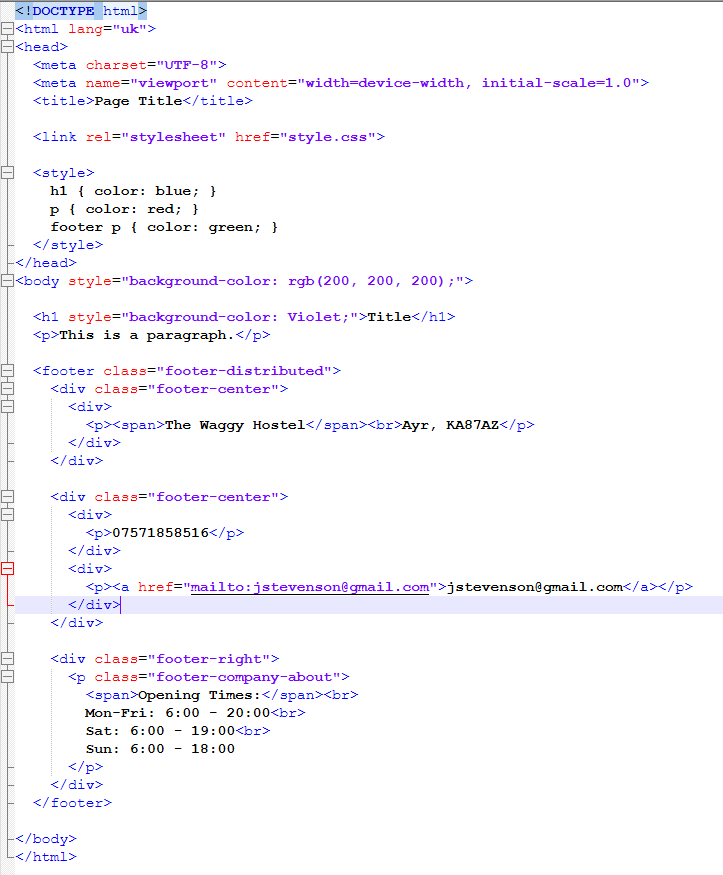 <!DOCTYPE html>
<html lang="uk">
<head>
<meta charset="UTF-8">
<meta name="viewport" content="width=device-width, initial-scale=1.0">
<title>Page Title</title>
<link rel="stylesheet" href="style.css">
<style>
h1 { color: blue; }
p { color: red; }
footer p { color: green; }
</style>
</head>
<body style="background-color: rgb(200, 200, 200);">
<h1 style="background-color: Violet;">Title</h1>
<p>This is a paragraph.</p>
<footer class="footer-distributed">
<div class="footer-center">
<div>
<p><span>The Waggy Hostel</span><br>Ayr, KA87AZ</p>
</div>
</div>
<div class="footer-center">
<div>
<p>07571858516</p>
</div>
<div>
<p><a href="mailto:jstevenson@gmail.com">jstevenson@gmail.com</a></p>
</div>
</div>
<div class="footer-right">
<p class="footer-company-about">
<span>Opening Times:</span><br>
Mon-Fri: 6:00 - 20:00<br>
Sat: 6:00 - 19:00<br>
Sun: 6:00 - 18:00
</p>
</div>
</footer>
</body>
</html>